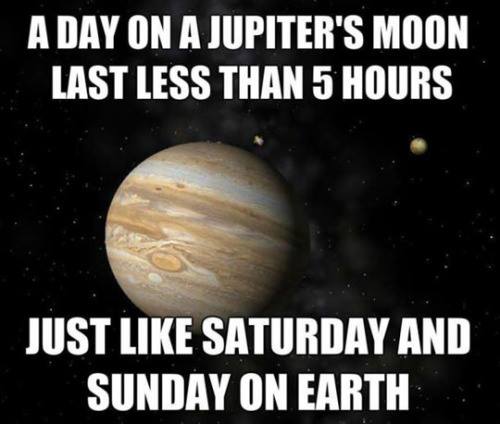 A DAY ON A JUPITER'S MOON
LAST LESS THAN 5 HOURS
JUST LIKE SATURDAY AND
SUNDAY ON EARTH